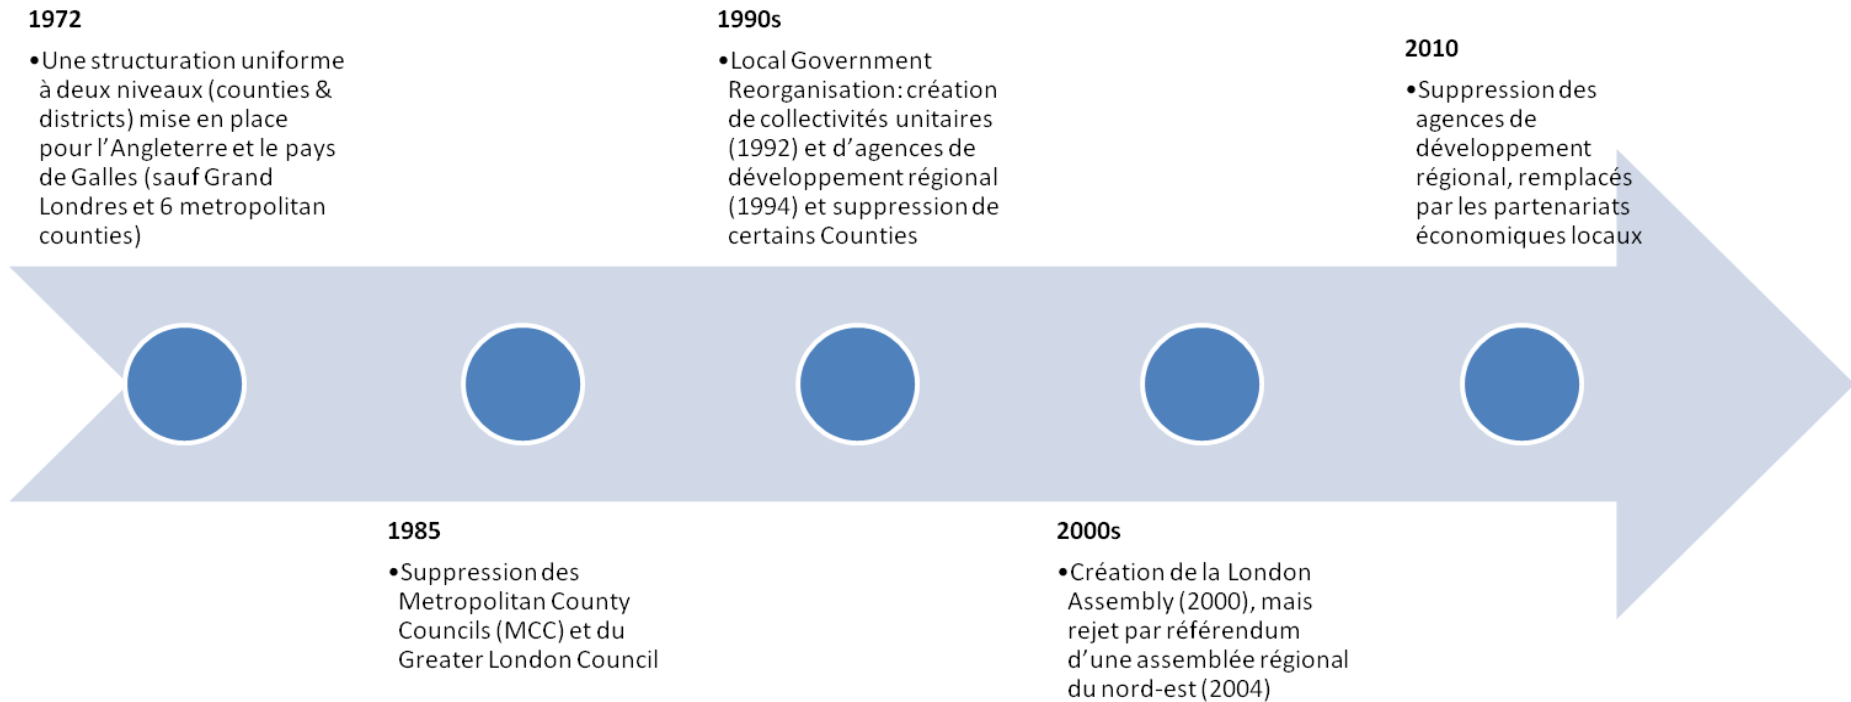 1972
•Une structuration uniforme
à deux niveaux (counties &
districts) mise en place
pour l’Angleterre et le pays
de Galles (sauf Grand
Londres et 6 metropolitan
counties)
1985
•Suppression des
Metropolitan County
Councils (MCC) et du
Greater London Council
1990s
•Local Government
Reorganisation: création
de collectivités unitaires
(1992) et d’agences de
développement régional
(1994) et suppression de
certains Counties
2000s
•Création de la London
Assembly (2000), mais
rejet par référendum
d’une assemblée régional
du nord-est (2004)
2010
•Suppression des
agences de
développement
régional, remplacés
par les partenariats
économiques locaux